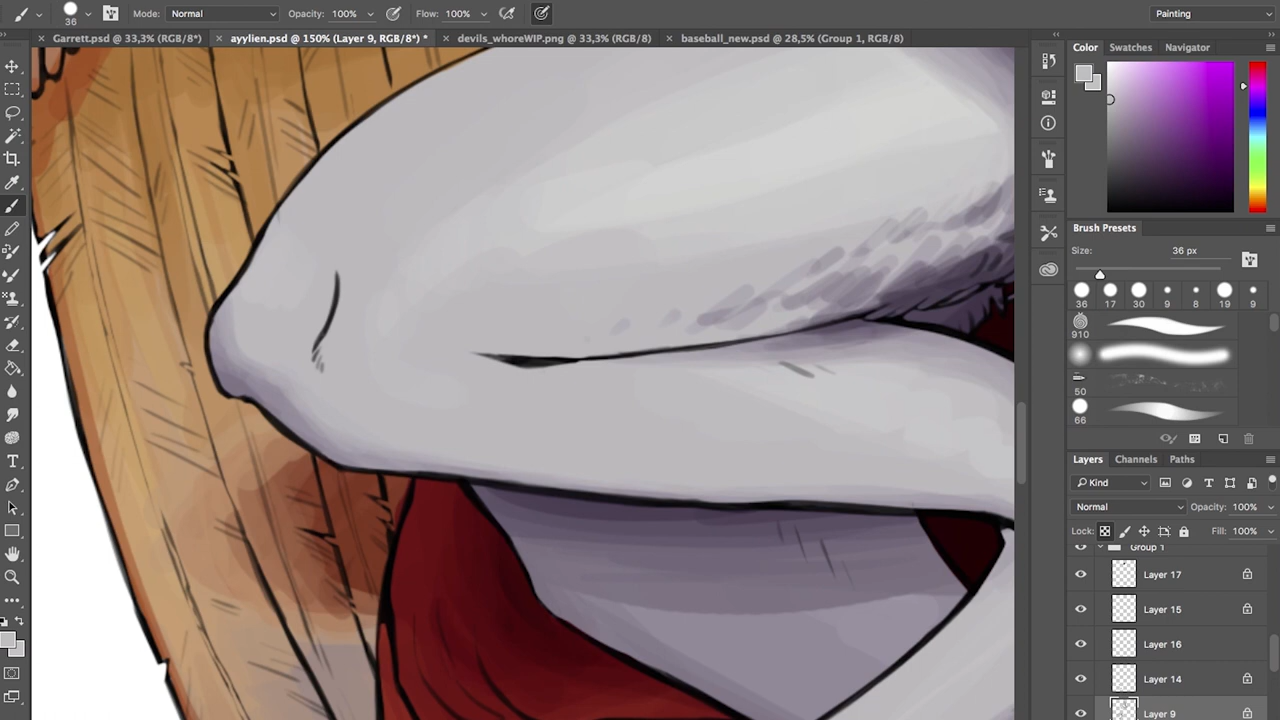 36 Mode: Normal Opacity: 100% Flow: 100% Painting
Garrett.psd @ 33,3% (RGB/8*) ayylien.psd @ 150% (Layer 9, RGB/8*) * devils_whoreWIP.png @ 33,3% (RGB/8) baseball_new.psd @ 28,5% (Group 1, RGB/8)
Color Swatches Navigator
Brush Presets
Size: 36 px
36 17 30 9 8 19 9
910
50
66
Layers Channels Paths
Kind
Normal Opacity: 100%
Lock: Fill: 100%
Group 1
Layer 17
Layer 15
Layer 16
Layer 14
Layer 9